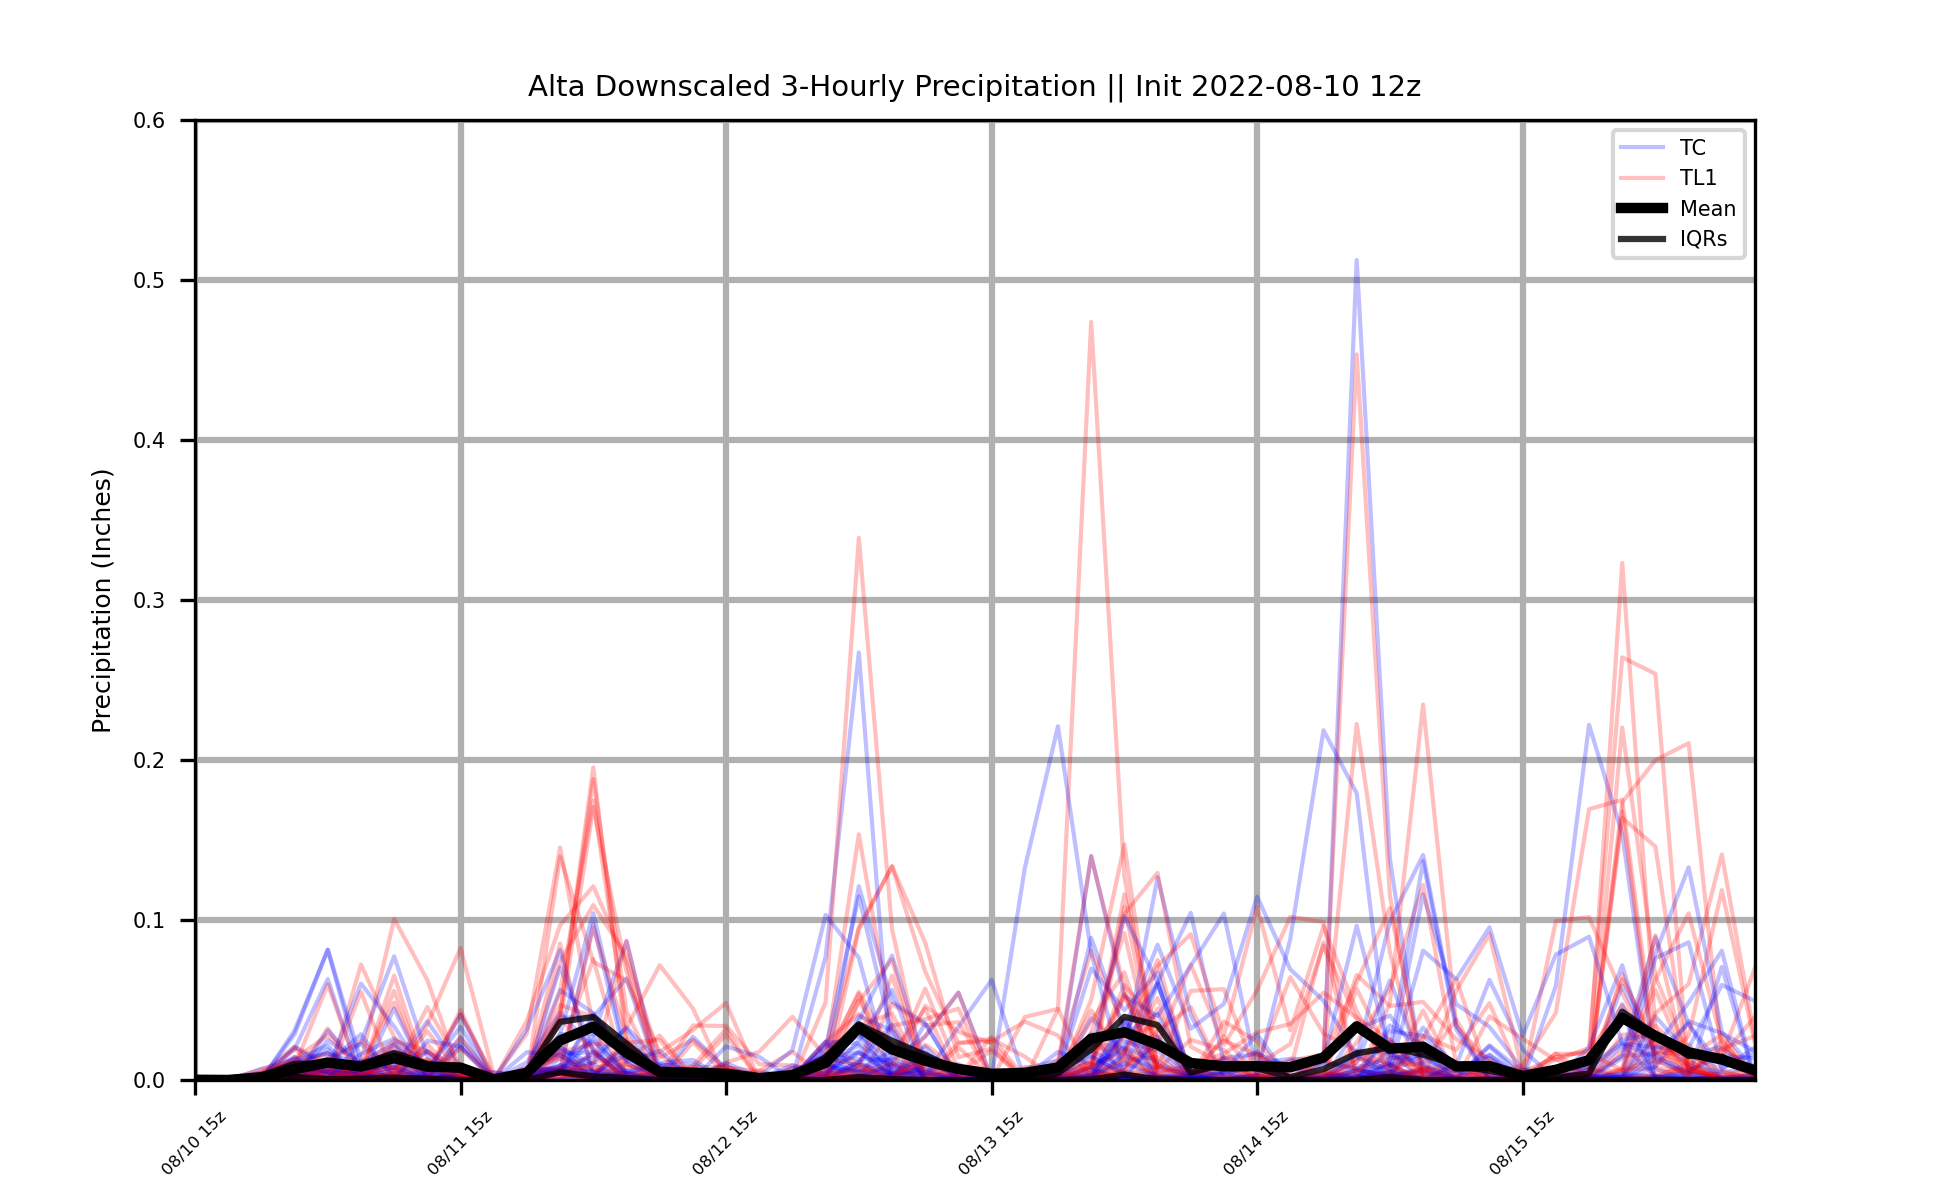 Alta Downscaled 3-Hourly Precipitation || Init 2022-08-10 12z
TC
TL1
Mean
IQRs
Precipitation (Inches)
0.6
0.5
0.4
0.3
0.2
0.1
0.0
08/10 15z
08/11 15z
08/12 15z
08/13 15z
08/14 15z
08/15 15z